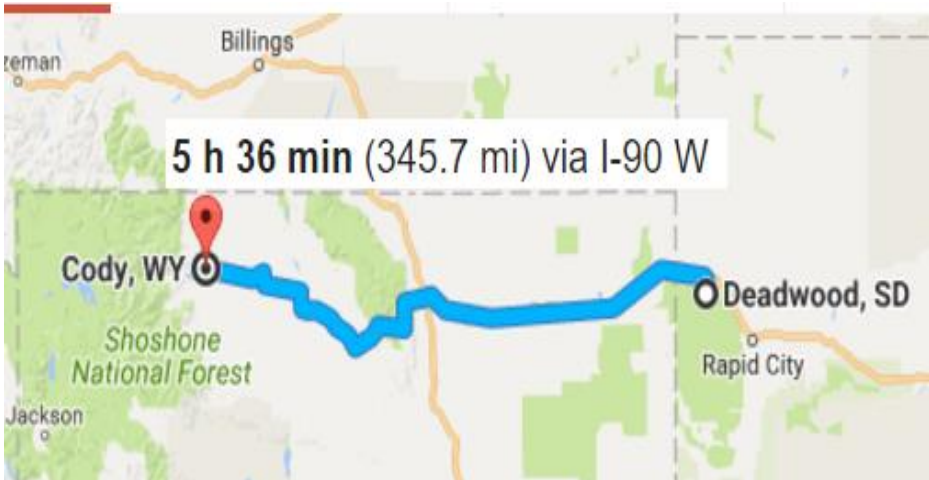 Billings
zeman
5 h 36 min (345.7 mi) via I-90 W
Cody, WY
Deadwood, SD
Shoshone
National Forest
Rapid City
Jackson